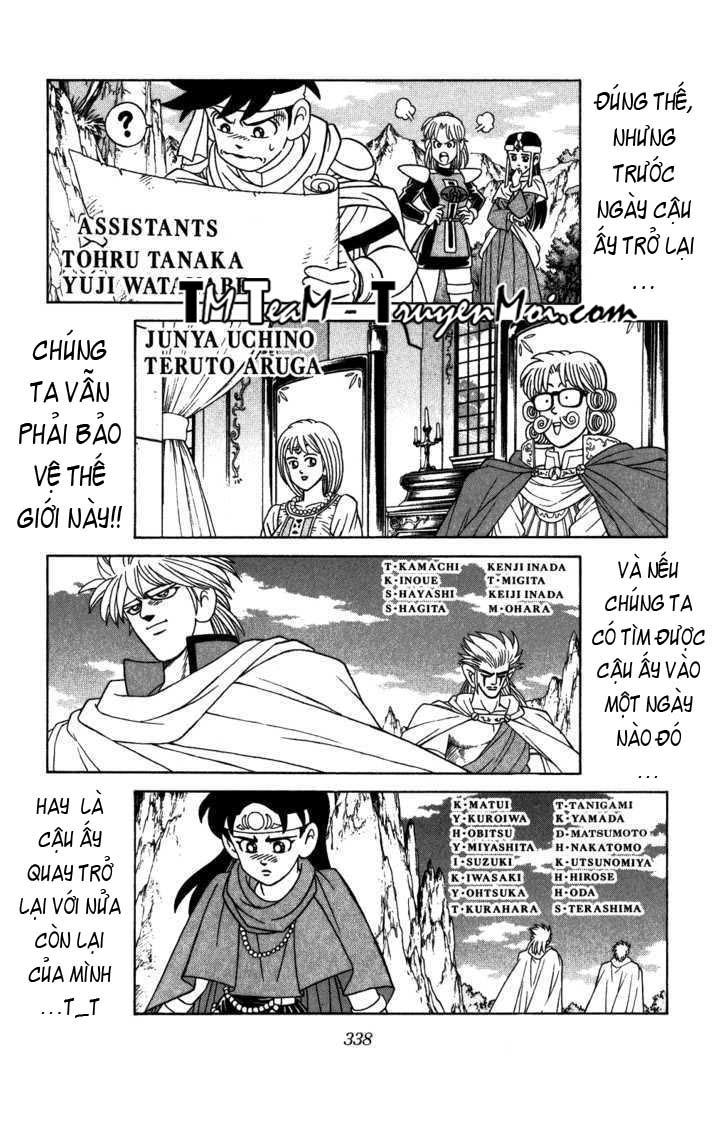 ĐÚNG THẾ,
NHƯNG
TRƯỚC
NGÀY CẬU
ẤY TRỞ LẠI
...
?
ASSISTANTS
TOHRU TANAKA
YUJI WATANABE
TM-TeaM - TruyenMoi.com
JUNYA UCHINO
TERUTO ARUGA
CHÚNG
TA VẪN
PHẢI BẢO
VỆ THẾ
GIỚI NÀY!!
T·KAMACHI KENJI INADA
K·INOUE T·MIGITA
S·HAYASHI KEIJI INADA
S·HAGITA M·OHARA
VÀ NẾU
CHÚNG TA
CÓ TÌM ĐƯỢC
CẬU ẤY VÀO
MỘT NGÀY
NÀO ĐÓ
...
HAY LÀ
CẬU ẤY
QUAY TRỞ
LẠI VỚI NỬA
CÒN LẠI
CỦA MÌNH
...T_T
K·MATUI T·TANIGAMI
Y·KUROIWA K·YAMADA
H·OBITSU D·MATSUMOTO
Y·MIYASHITA H·NAKATOMO
I·SUZUKI K·UTSUNOMIYA
K·IWASAKI H·HIROSE
Y·OHTSUKA H·ODA
T·KURAHARA S·TERASHIMA
338